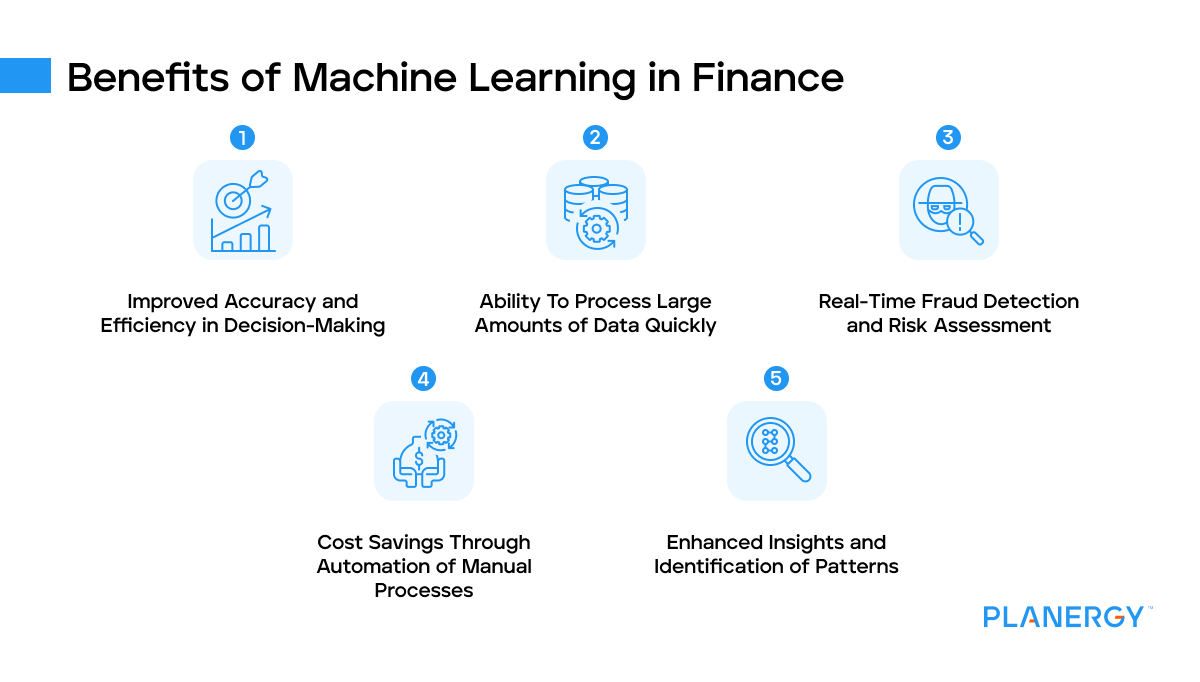 Benefits of Machine Learning in Finance
1
2
3
Improved Accuracy and
Efficiency in Decision-Making
Ability To Process Large
Amounts of Data Quickly
Real-Time Fraud Detection
and Risk Assessment
4
5
$
Cost Savings Through
Automation of Manual
Processes
Enhanced Insights and
Identification of Patterns
PLANERGY™